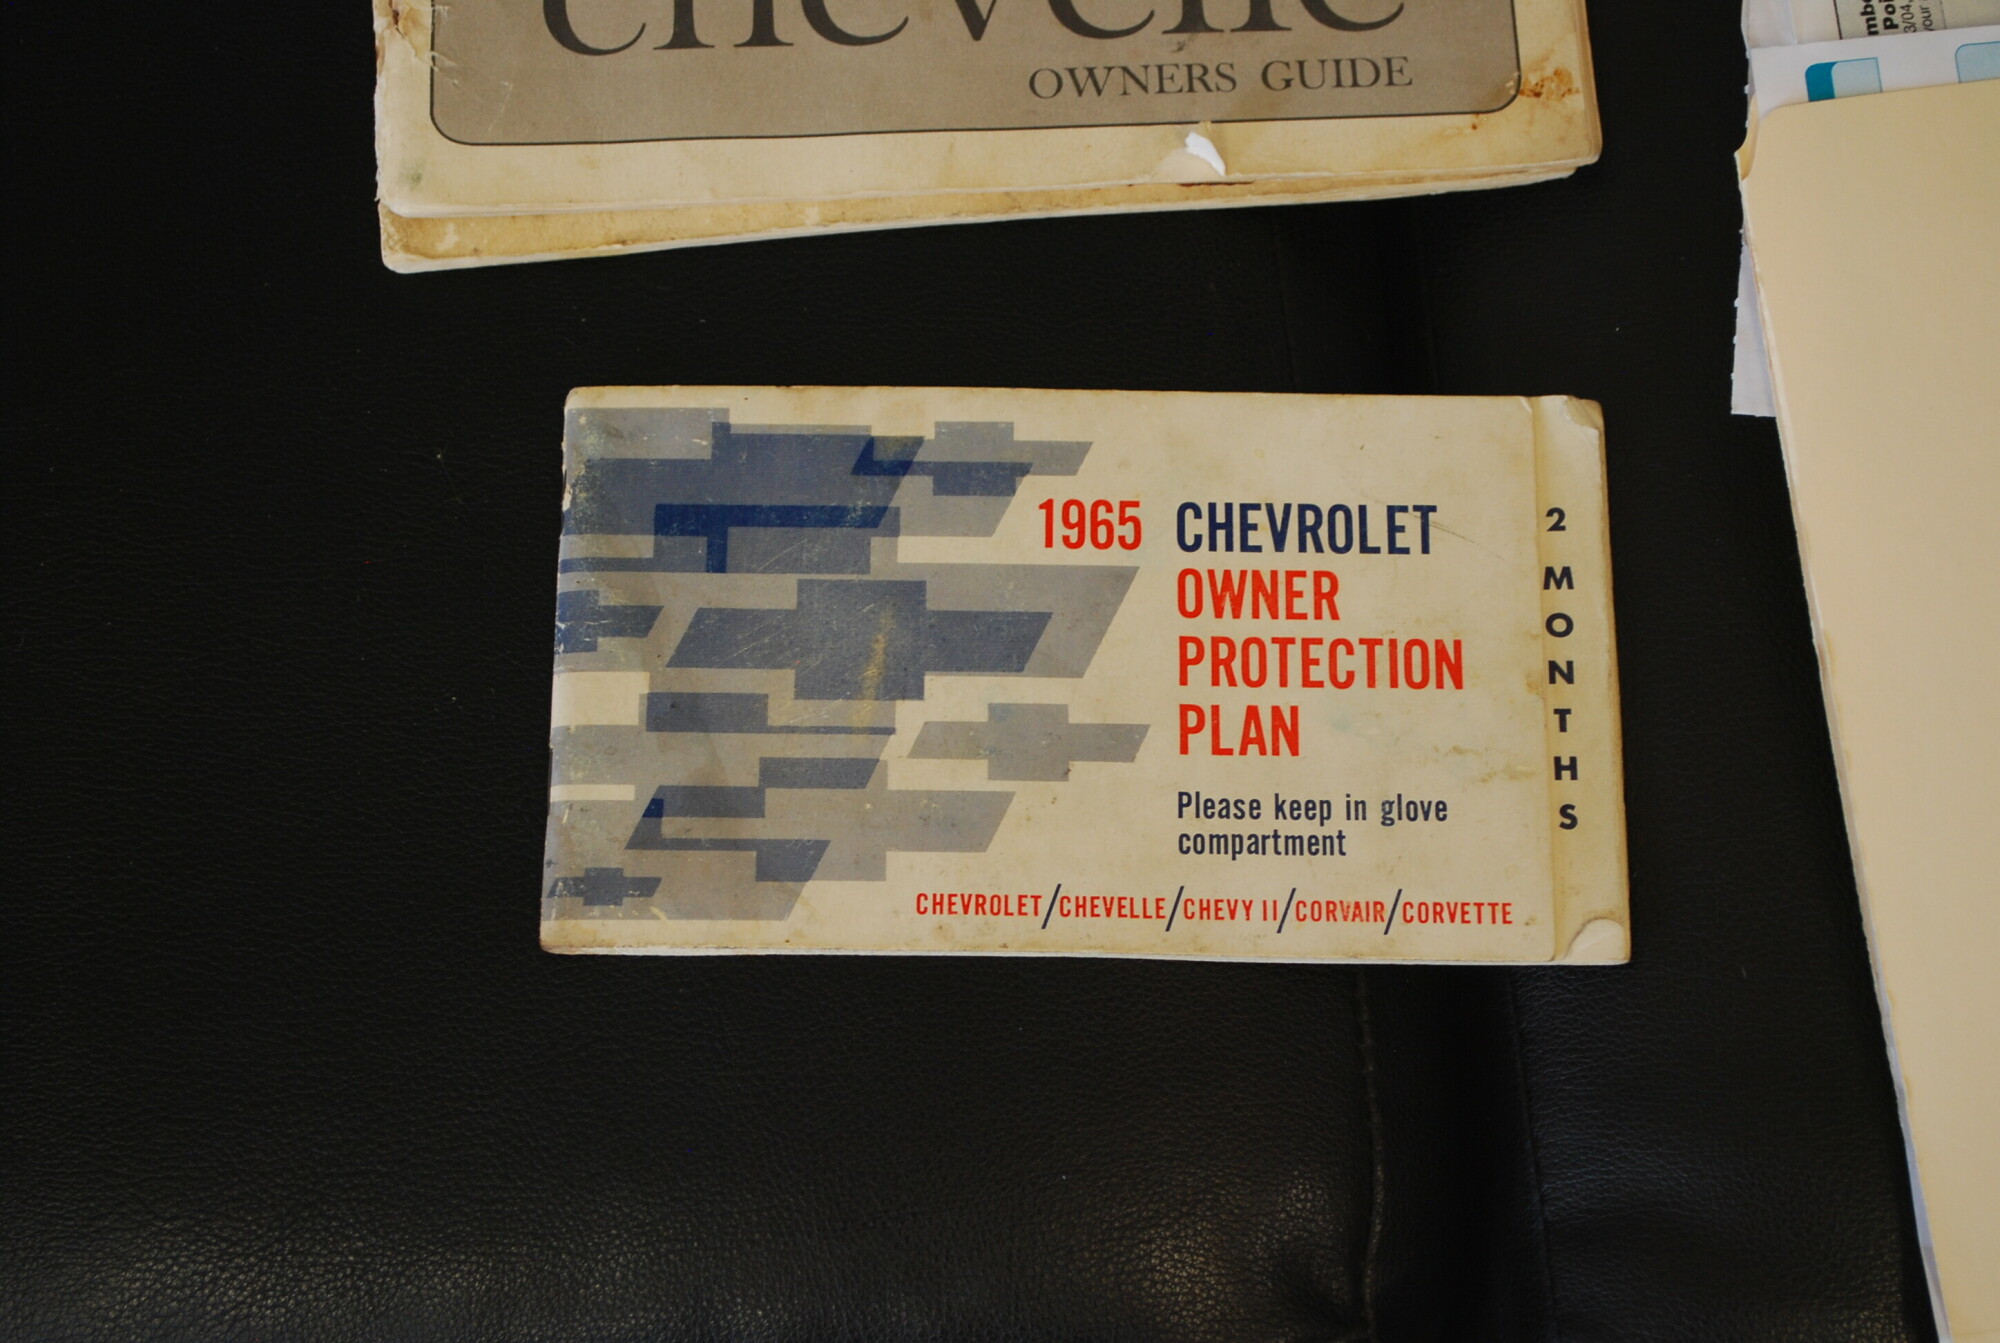 chevelle
OWNERS GUIDE
1965 CHEVROLET
OWNER
PROTECTION
PLAN
Please keep in glove
compartment
CHEVROLET/CHEVELLE/CHEVY II/CORVAIR/CORVETTE
2 MONTHS